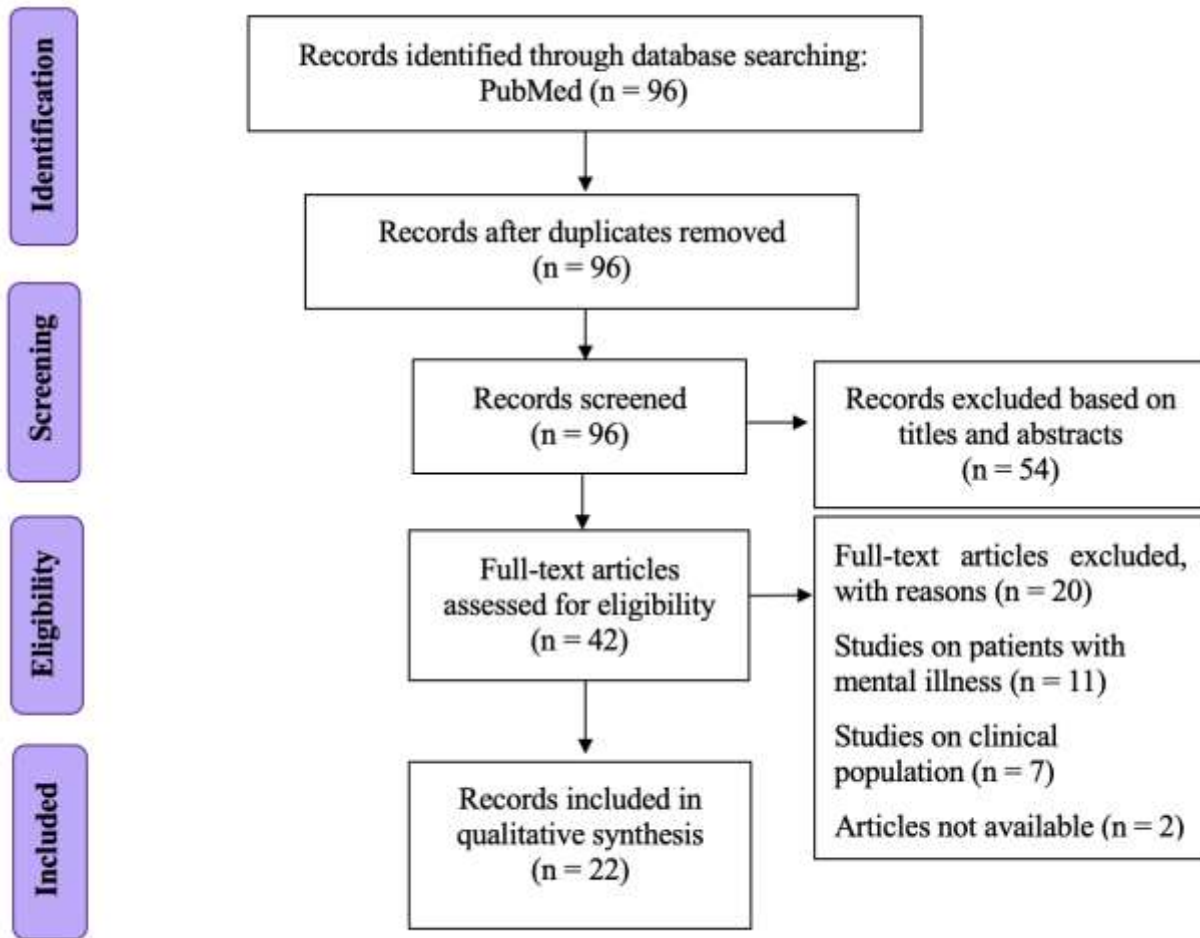 Identification
Records identified through database searching:
PubMed (n = 96)
Records after duplicates removed
(n = 96)
Screening
Records screened
(n = 96)
Records excluded based on
titles and abstracts
(n = 54)
Eligibility
Full-text articles
assessed for eligibility
(n = 42)
Full-text articles excluded,
with reasons (n = 20)
Studies on patients with
mental illness (n = 11)
Studies on clinical
population (n = 7)
Articles not available (n = 2)
Included
Records included in
qualitative synthesis
(n = 22)